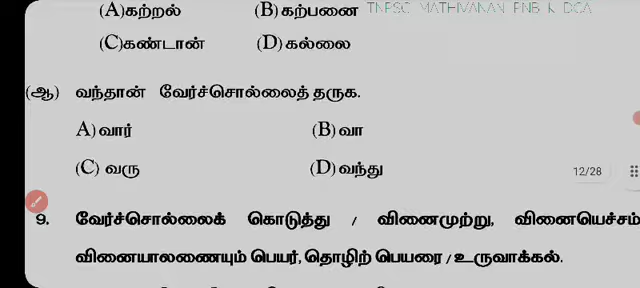 (A)கற்றல் (B)கற்பனை TNPSC MATHIVANAN PNB K DGA
(C)கண்டான் (D)கல்லை
(ஆ) வந்தான் வேர்ச்சொல்லைத் தருக.
A)வார் (B)வா
(C) வரு (D)வந்து
12/28
9. வேர்ச்சொல்லைக் கொடுத்து / வினைமுற்று, வினையெச்சம்
வினையாலணையும் பெயர், தொழிற் பெயரை / உருவாக்கல்.